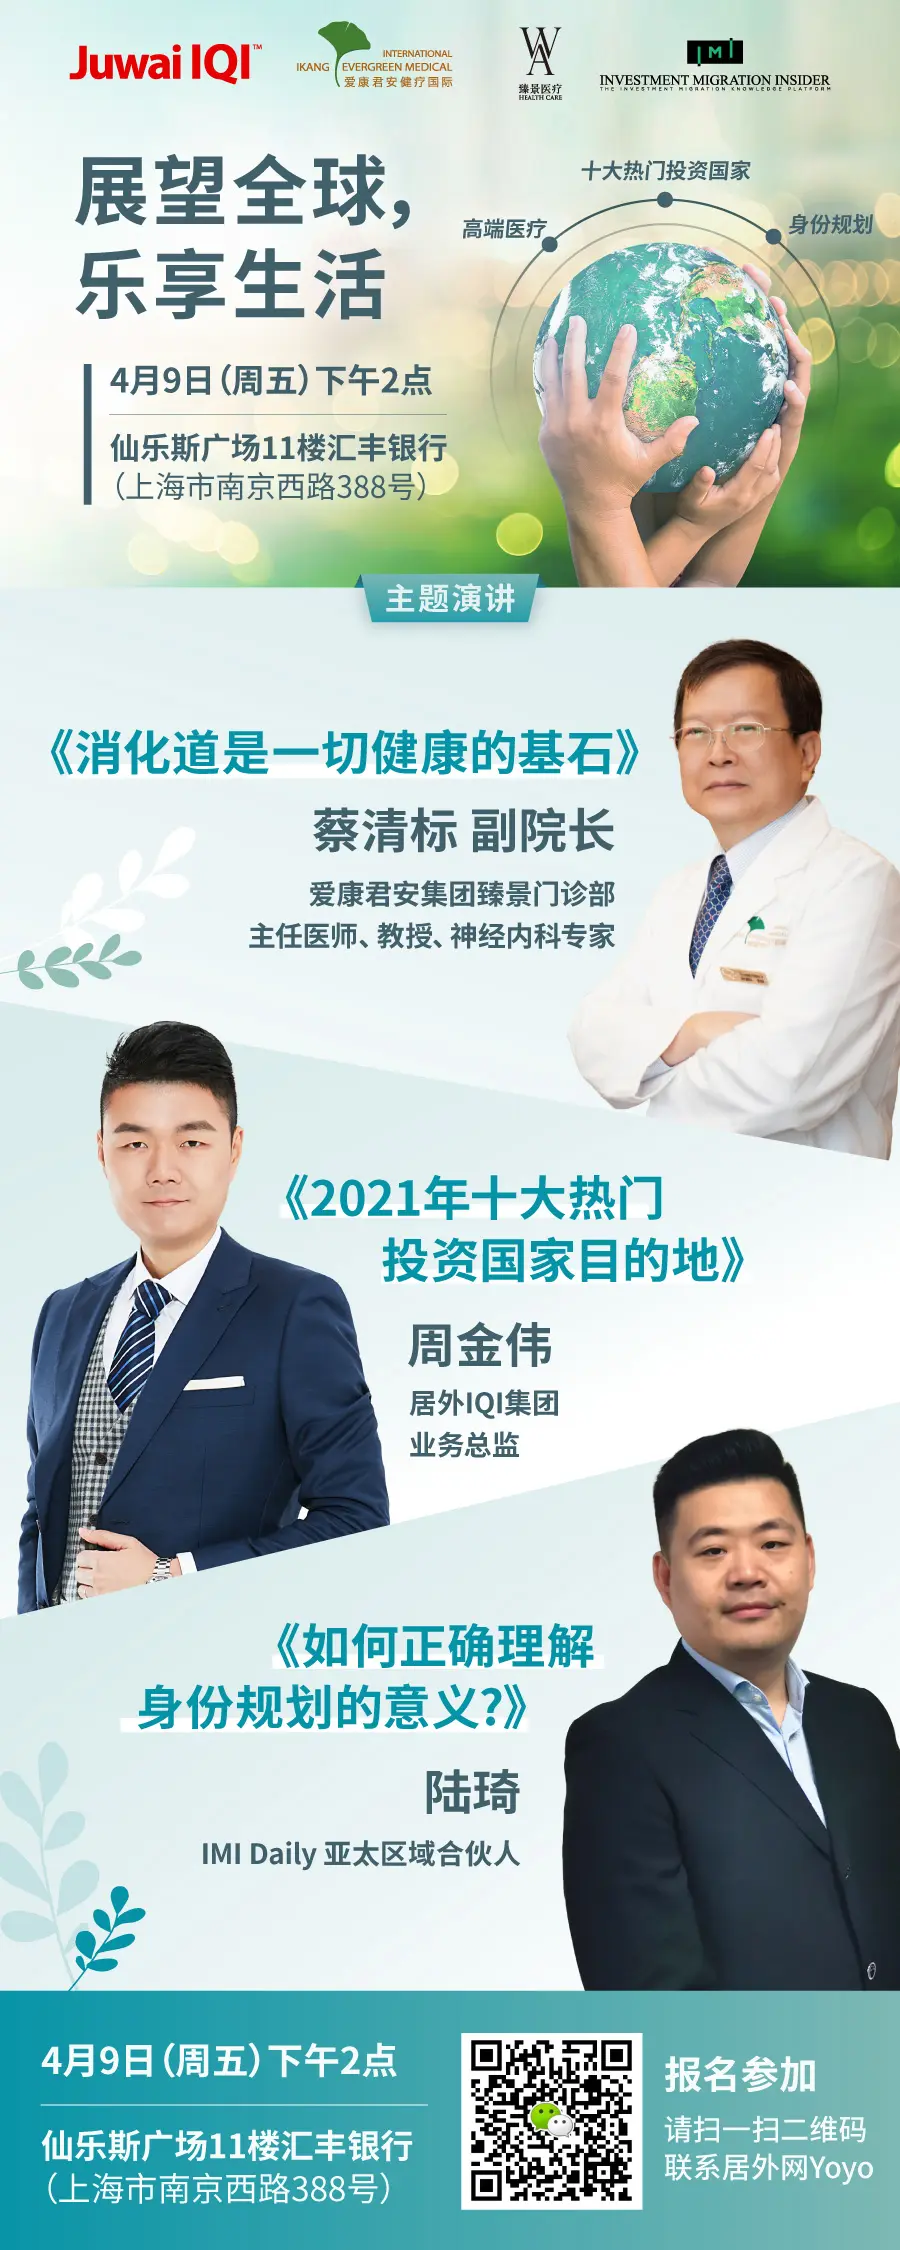 Juwai IQI™
INTERNATIONAL
IKANG EVERGREEN MEDICAL
爱康君安健疗国际
WA
臻景医疗
HEALTH CARE
IMI
INVESTMENT MIGRATION INSIDER
THE INVESTMENT MIGRATION KNOWLEDGE PLATFORM
展望全球,
乐享生活
高端医疗
十大热门投资国家
身份规划
4月9日（周五）下午2点
仙乐斯广场11楼汇丰银行
（上海市南京西路388号）
主题演讲
《消化道是一切健康的基石》
蔡清标 副院长
爱康君安集团臻景门诊部
主任医师、教授、神经内科专家
《2021年十大热门
投资国家目的地》
周金伟
居外IQI集团
业务总监
《如何正确理解
身份规划的意义?》
陆琦
IMI Daily 亚太区域合伙人
4月9日（周五）下午2点
仙乐斯广场11楼汇丰银行
（上海市南京西路388号）
报名参加
请扫一扫二维码
联系居外网Yoyo